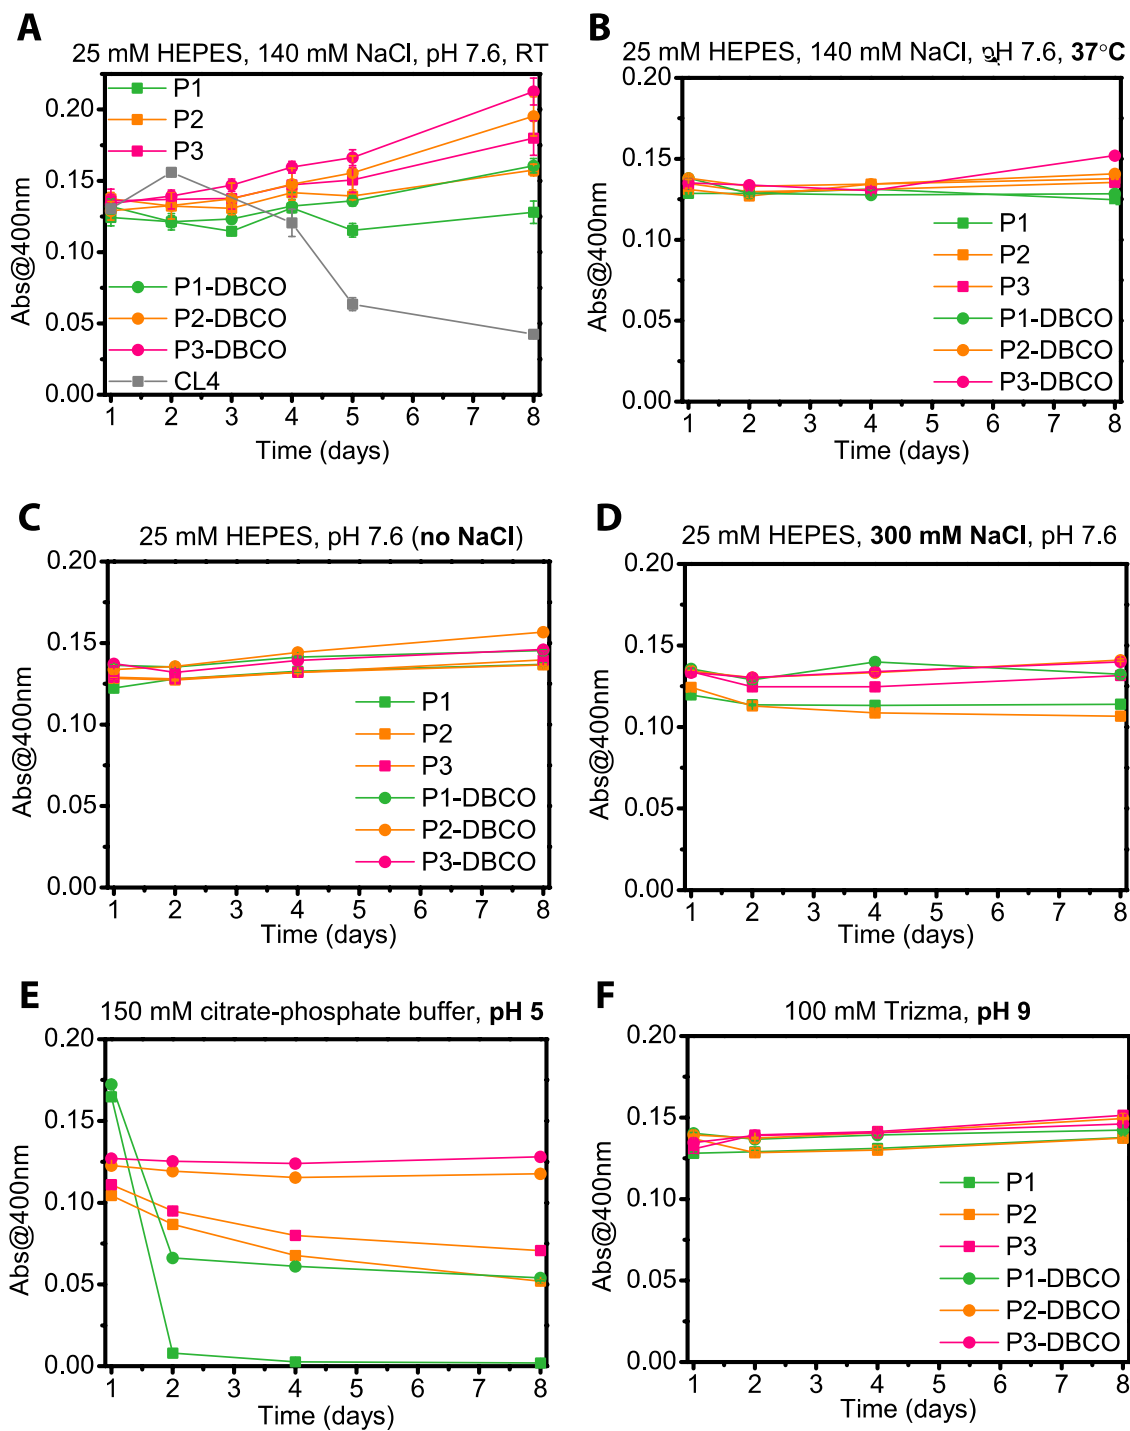 A
25 mM HEPES, 140 mM NaCl, pH 7.6, RT
P1
P2
P3
P1-DBCO
P2-DBCO
P3-DBCO
CL4
0.20
0.15
0.10
0.05
0.00
Abs@400nm
1 2 3 4 5 8
Time (days)
B
25 mM HEPES, 140 mM NaCl, H 7.6, 37°C
0.20
0.15
0.10
0.05
0.00
Abs@400nm
P1
P2
P3
P1-DBCO
P2-DBCO
P3-DBCO
1 2 3 4 5 6 7 8
Time (days)
C
25 mM HEPES, pH 7.6 (no NaCl)
0.20
0.15
0.10
0.05
0.00
Abs@400nm
P1
P2
P3
P1-DBCO
P2-DBCO
P3-DBCO
1 2 3 4 5 6 7 8
Time (days)
D
25 mM HEPES, 300 mM NaCl, pH 7.6
0.20
0.15
0.10
0.05
0.00
Abs@400nm
1 2 3 4 5 6 7 8
Time (days)
E
150 mM citrate-phosphate buffer, pH 5
0.20
0.15
0.10
0.05
0.00
Abs@400nm
1 2 3 4 5 6 7 8
Time (days)
F
100 mM Trizma, pH 9
0.20
0.15
0.10
0.05
0.00
Abs@400nm
P1
P2
P3
P1-DBCO
P2-DBCO
P3-DBCO
1 2 3 4 5 6 7 8
Time (days)